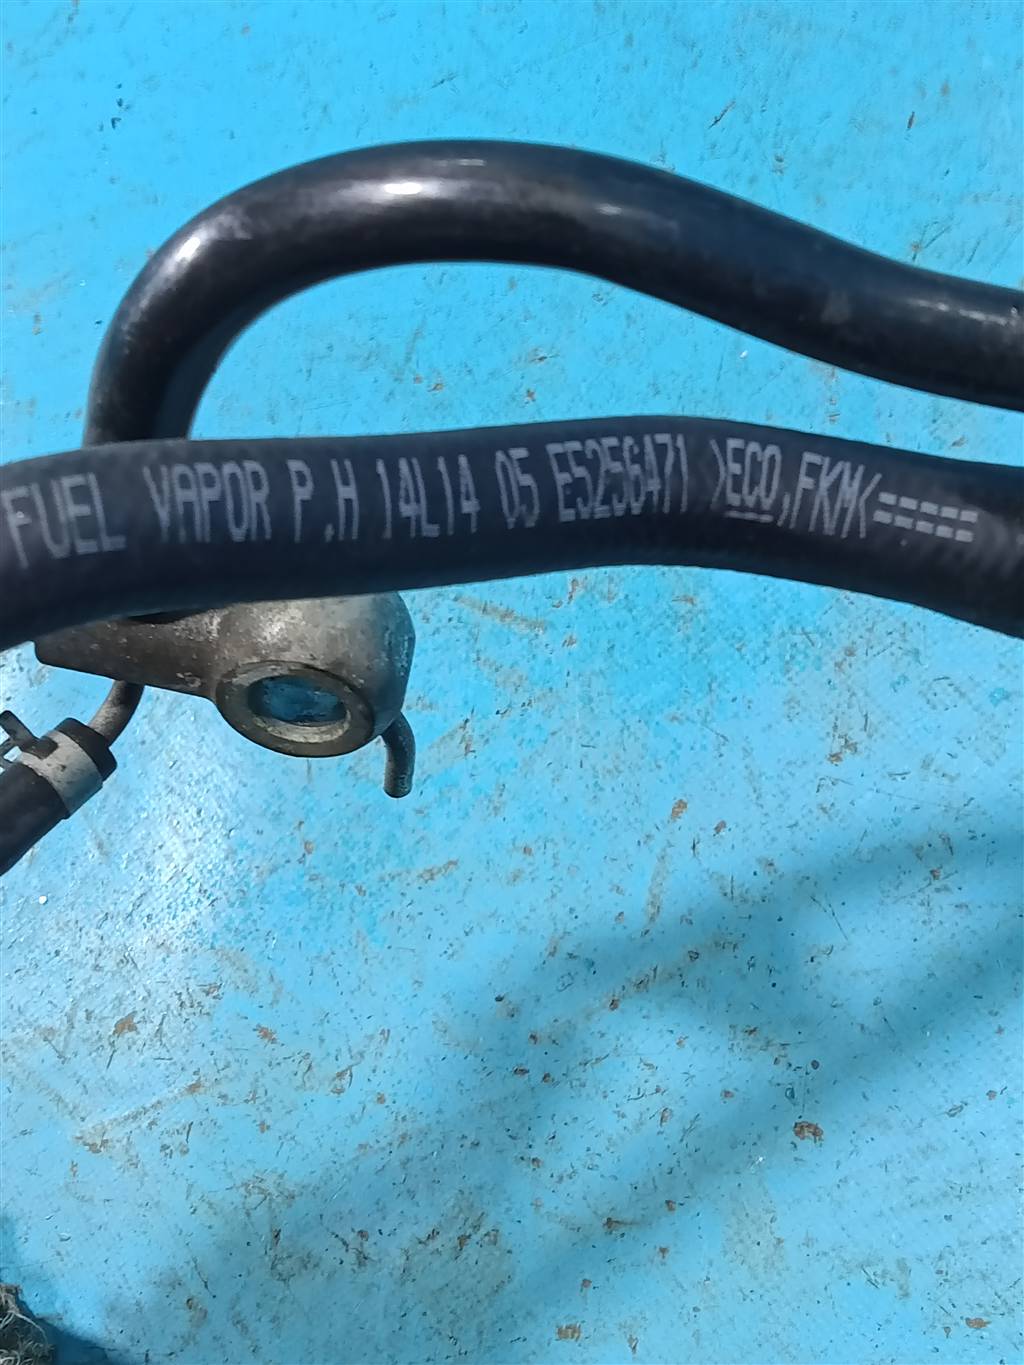 FUEL VAPOR P.H 14L14 05 E5256471 >ECO,FKM<=====